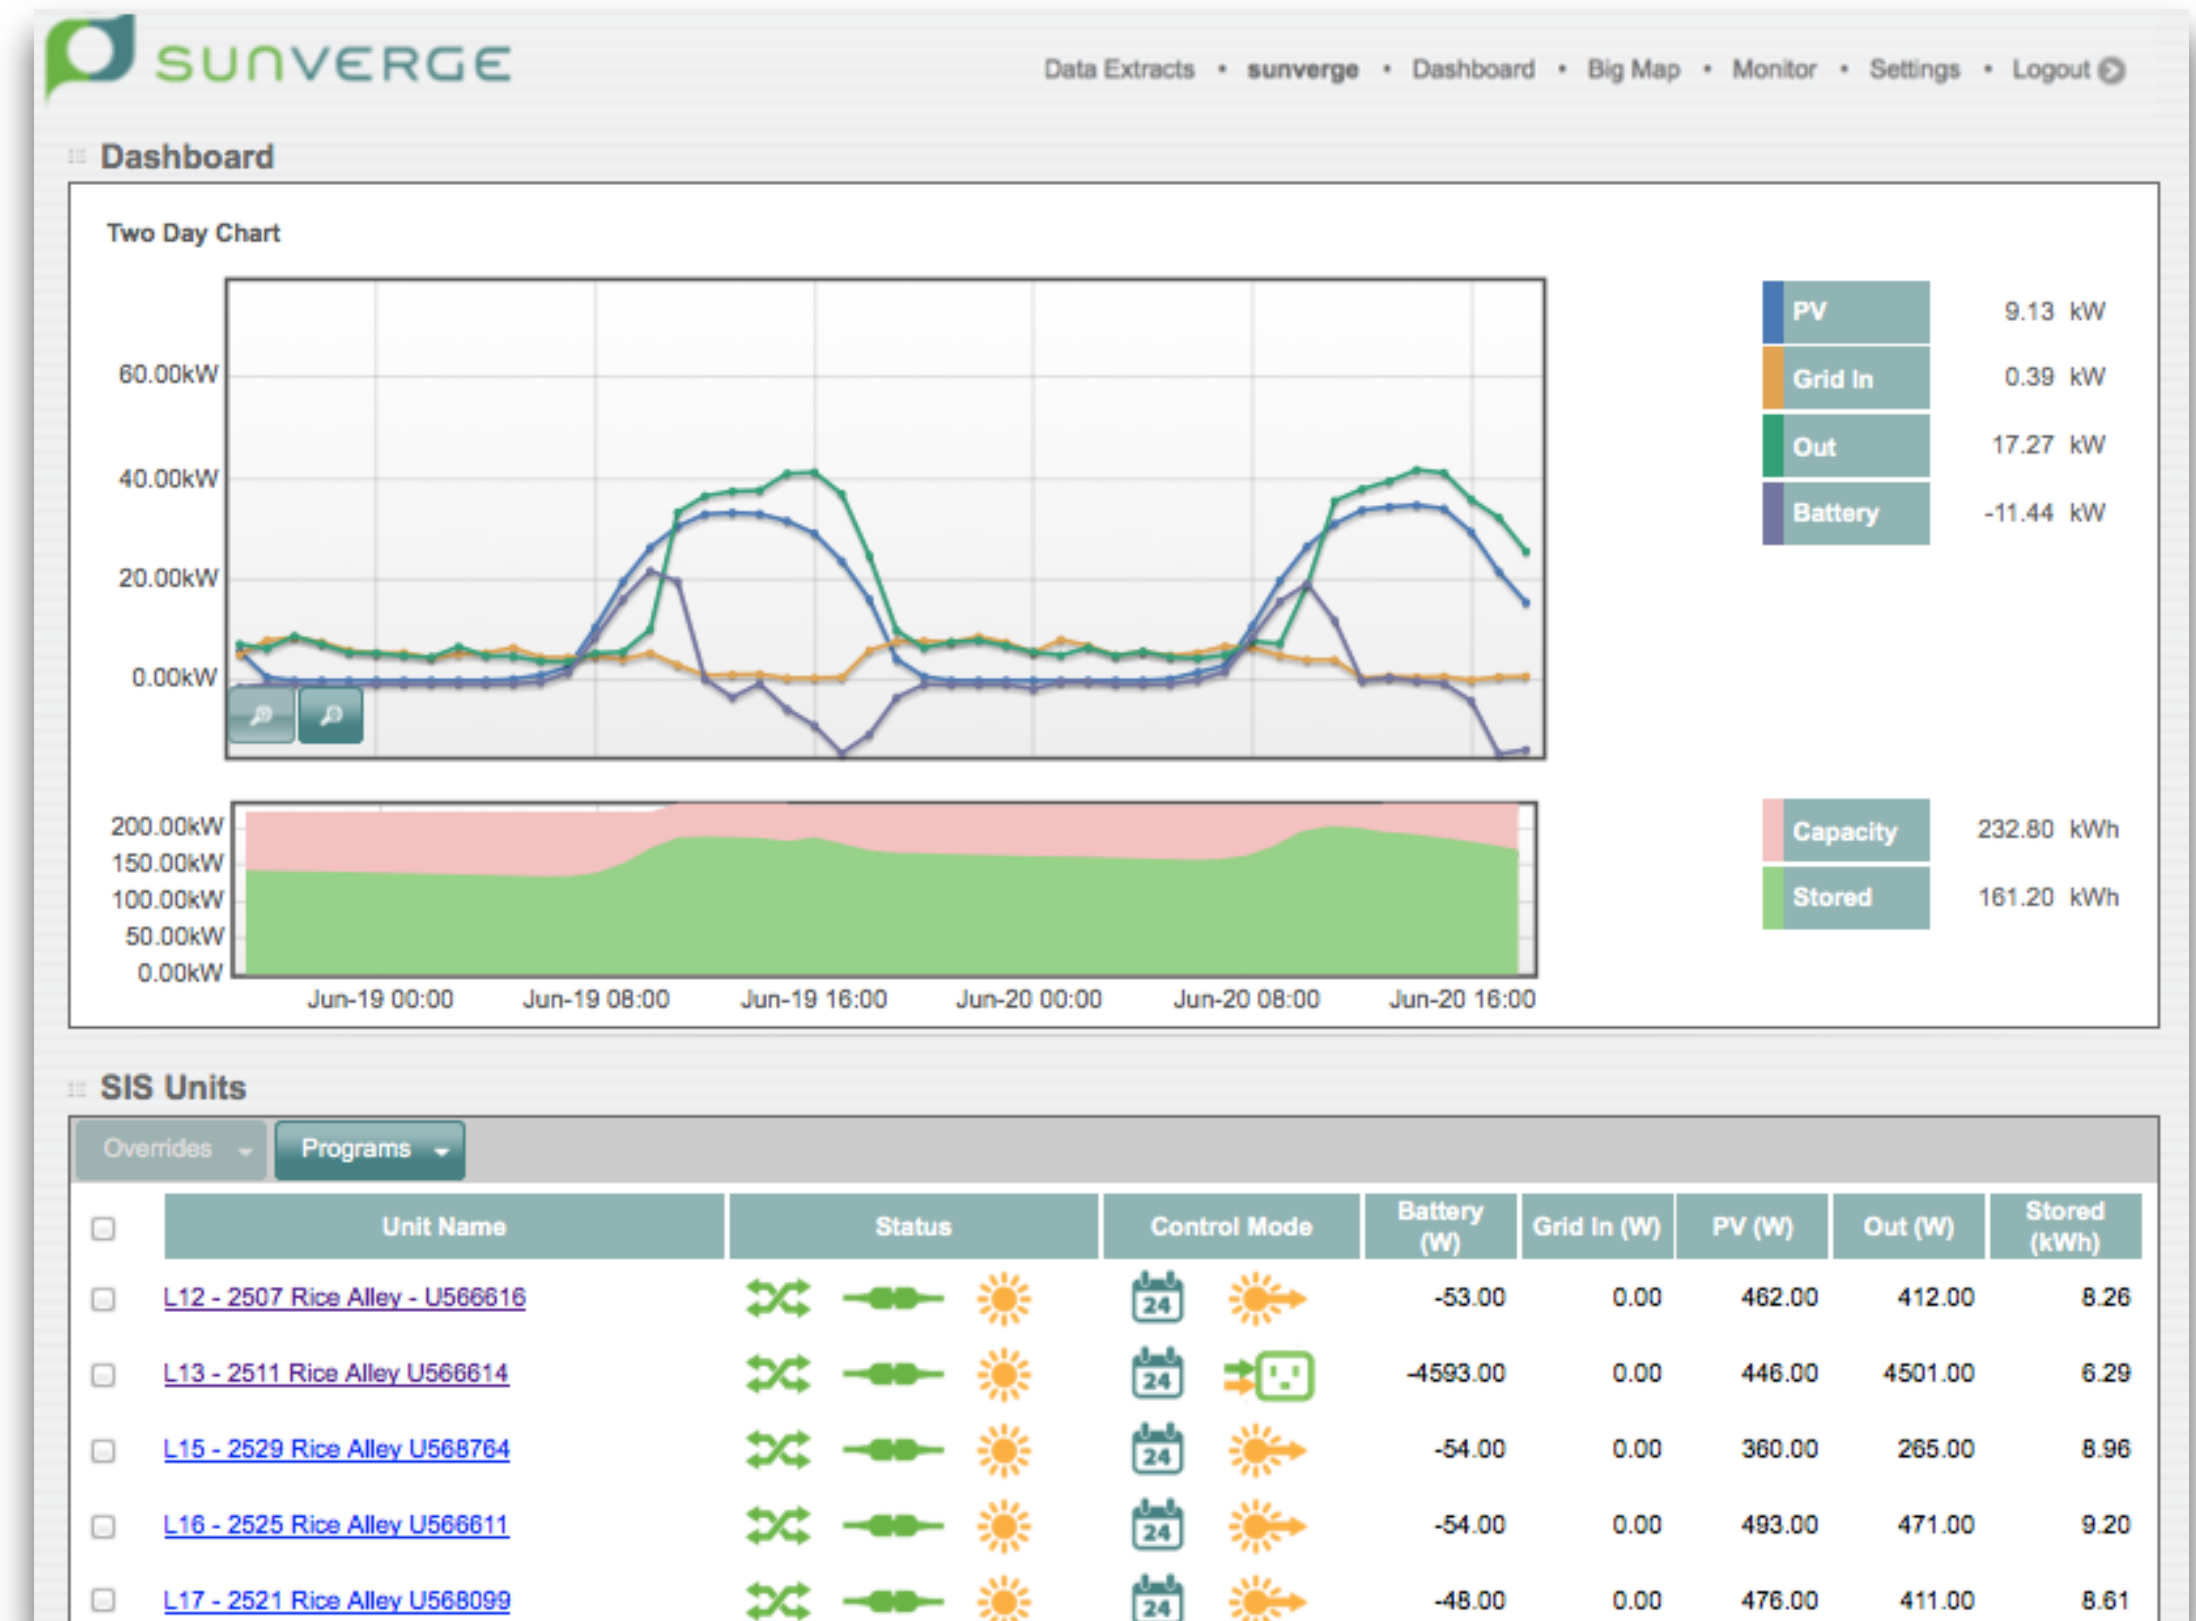 SUNVERGE
Data Extracts • sunverge • Dashboard • Big Map • Monitor • Settings • Logout
Dashboard
Two Day Chart
60.00kW
40.00kW
20.00kW
0.00kW
PV 9.13 kW
Grid In 0.39 kW
Out 17.27 kW
Battery -11.44 kW
200.00kW
150.00kW
100.00kW
50.00kW
0.00kW
Jun-19 00:00 Jun-19 08:00 Jun-19 16:00 Jun-20 00:00 Jun-20 08:00 Jun-20 16:00
Capacity 232.80 kWh
Stored 161.20 kWh
SIS Units
Overrides Programs
Unit Name Status Control Mode Battery (W) Grid In (W) PV (W) Out (W) Stored (kWh)
L12 - 2507 Rice Alley - U566616 24 -53.00 0.00 462.00 412.00 8.26
L13 - 2511 Rice Alley U566614 24 -4593.00 0.00 446.00 4501.00 6.29
L15 - 2529 Rice Alley U568764 24 -54.00 0.00 360.00 265.00 8.96
L16 - 2525 Rice Alley U566611 24 -54.00 0.00 493.00 471.00 9.20
L17 - 2521 Rice Alley U568099 24 -48.00 0.00 476.00 411.00 8.61